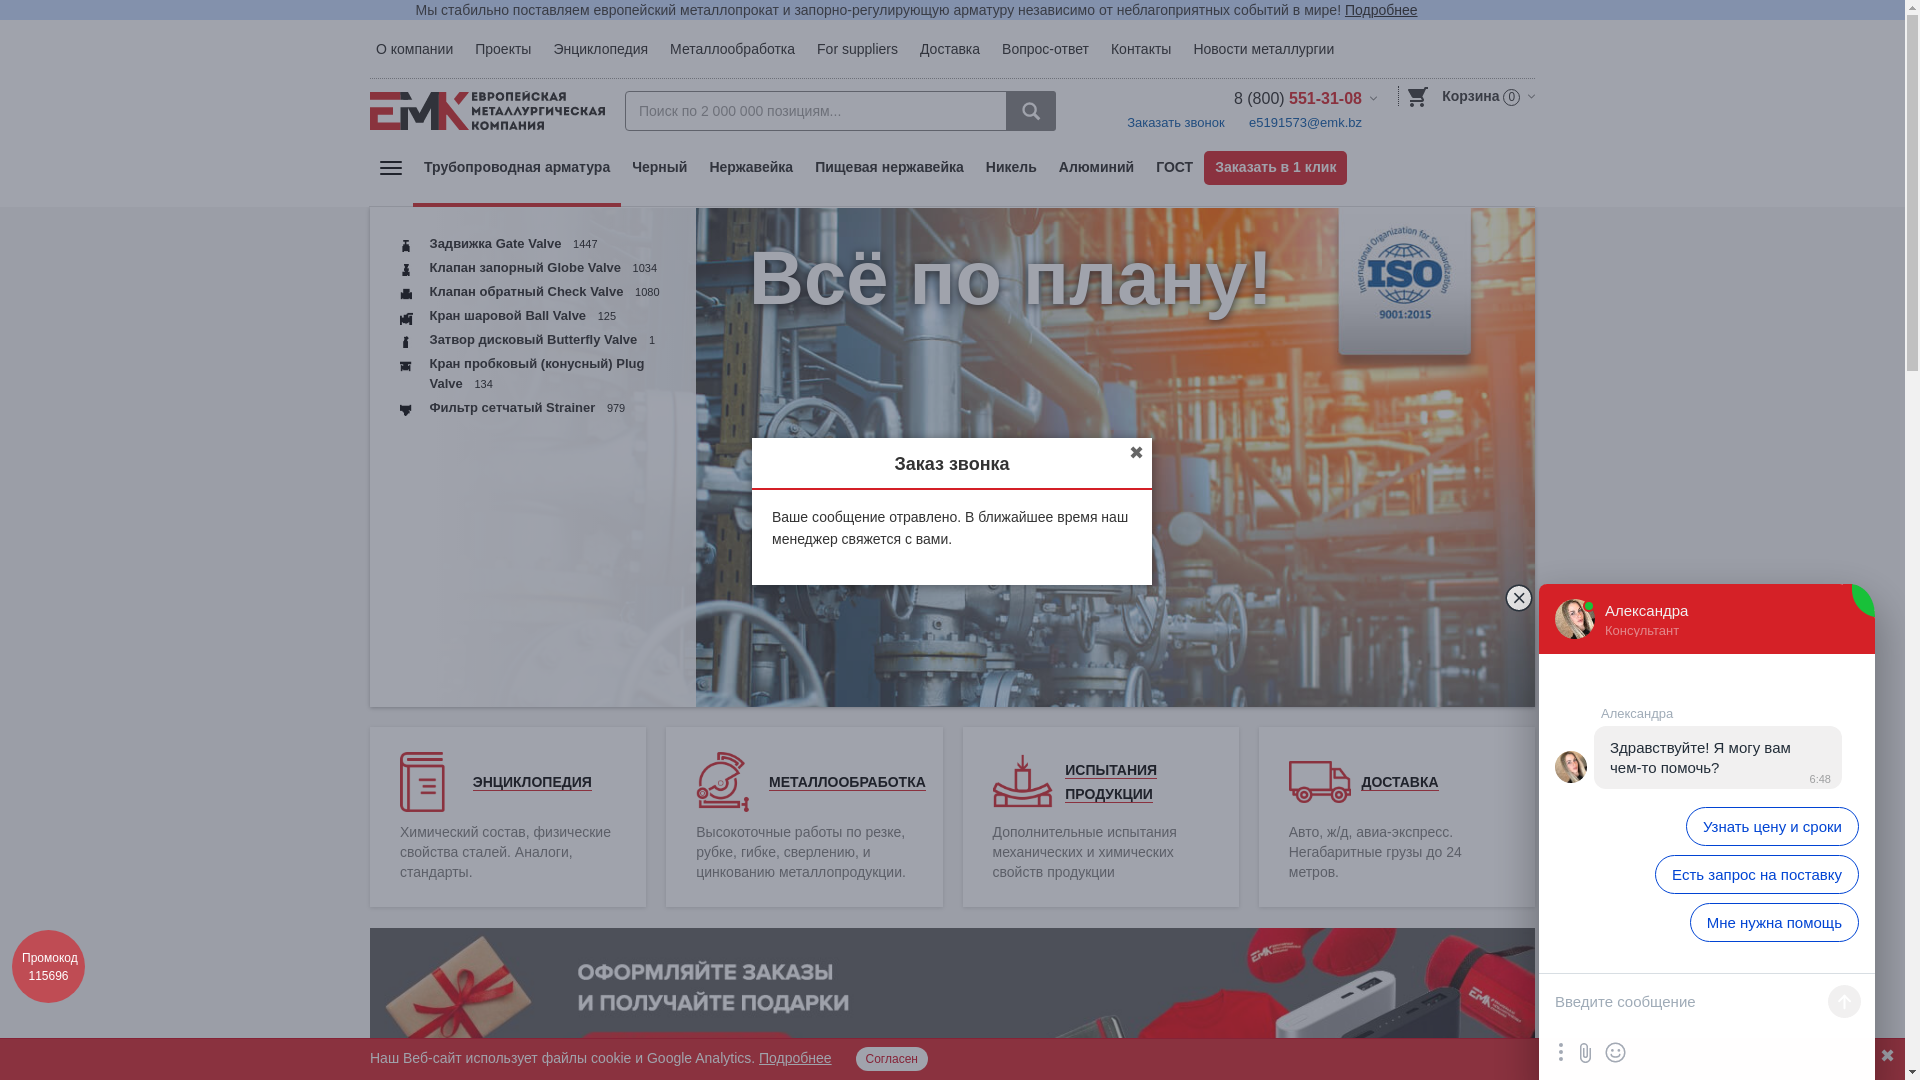 Мы стабильно поставляем европейский металлопрокат и запорно-регулирующую арматуру независимо от неблагоприятных событий в мире! Подробнее
О компании Проекты Энциклопедия Металлообработка For suppliers Доставка Вопрос-ответ Контакты Новости металлургии
ЕВРОПЕЙСКАЯ
EMK МЕТАЛЛУРГИЧЕСКАЯ
КОМПАНИЯ
Поиск по 2 000 000 позициям...
8 (800) 551-31-08
Корзина 0
Заказать звонок e5191573@emk.bz
Трубопроводная арматура Черный Нержавейка Пищевая нержавейка Никель Алюминий ГОСТ Заказать в 1 клик
Задвижка Gate Valve 1447
Клапан запорный Globe Valve 1034
Клапан обратный Check Valve 1080
Кран шаровой Ball Valve 125
Затвор дисковый Butterfly Valve 1
Кран пробковый (конусный) Plug
Valve 134
Фильтр сетчатый Strainer 979
Всё по плану!
International Organization for Standardization
ISO
9001:2015
Заказ звонка
✖
Ваше сообщение отравлено. В ближайшее время наш
менеджер свяжется с вами.
ЭНЦИКЛОПЕДИЯ
Химический состав, физические
свойства сталей. Аналоги,
стандарты.
МЕТАЛЛООБРАБОТКА
Высокоточные работы по резке,
рубке, гибке, сверлению, и
цинкованию металлопродукции.
ИСПЫТАНИЯ
ПРОДУКЦИИ
Дополнительные испытания
механических и химических
свойств продукции
ДОСТАВКА
Авто, ж/д, авиа-экспресс.
Негабаритные грузы до 24
метров.
Промокод
115696
ОФОРМЛЯЙТЕ ЗАКАЗЫ
И ПОЛУЧАЙТЕ ПОДАРКИ
Наш Веб-сайт использует файлы cookie и Google Analytics. Подробнее Согласен ✖
Александра
Консультант
Александра
Здравствуйте! Я могу вам
чем-то помочь?
6:48
Узнать цену и сроки
Есть запрос на поставку
Мне нужна помощь
Введите сообщение